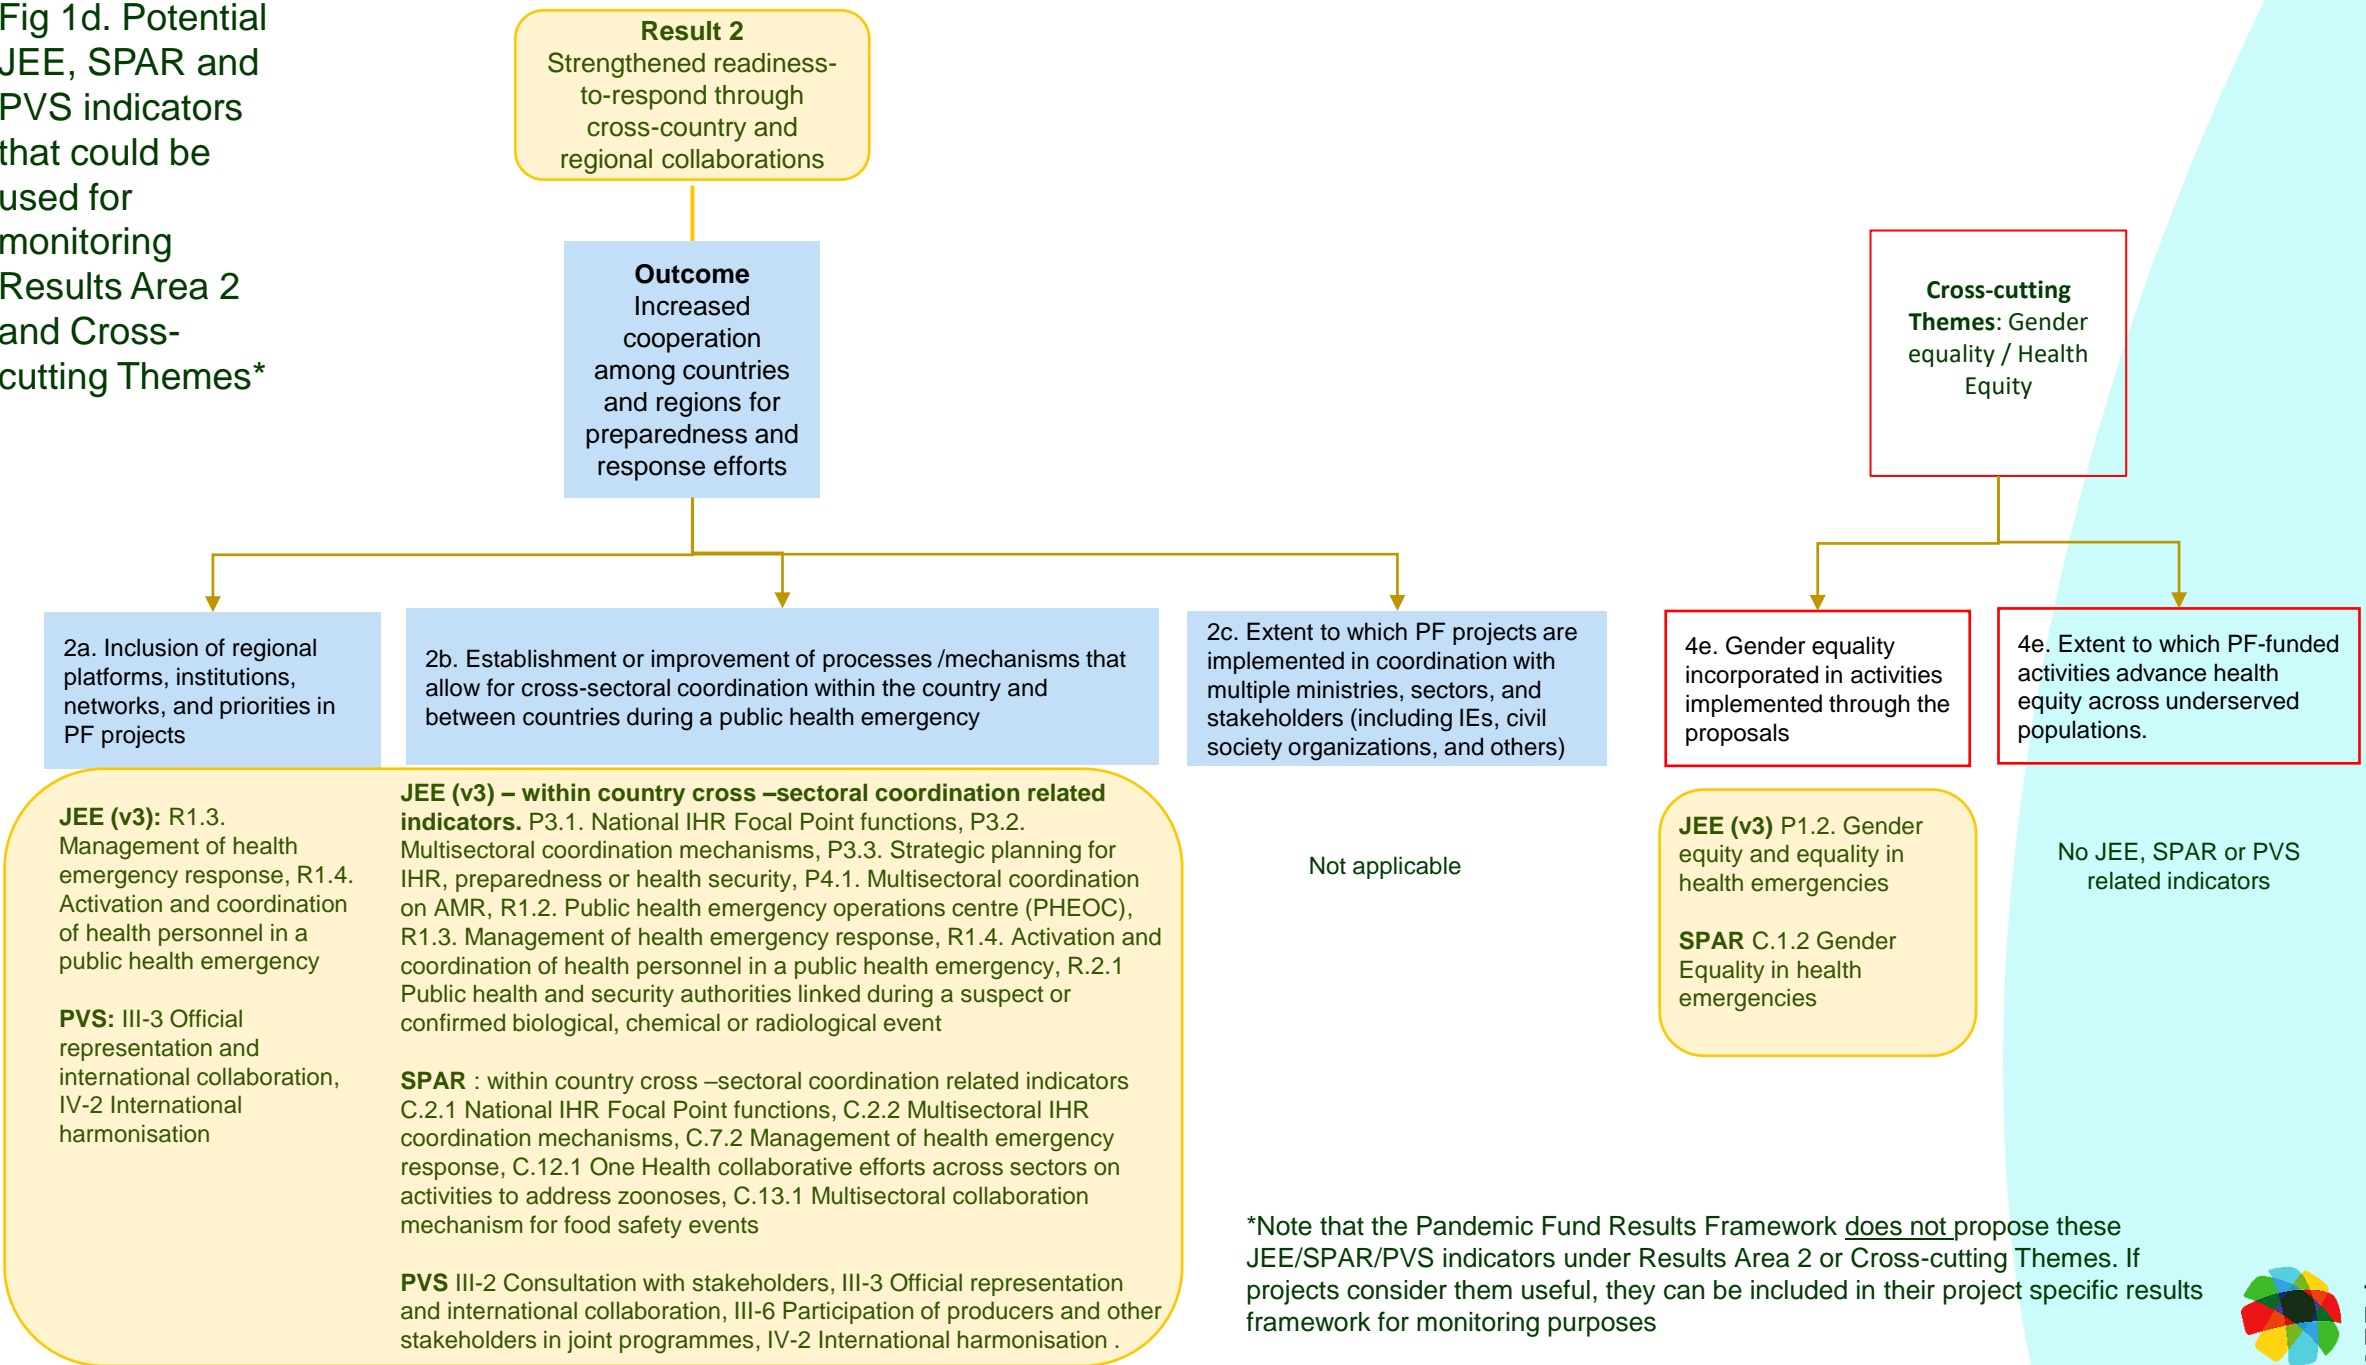 Fig 1d. Potential
JEE, SPAR and
PVS indicators
that could be
used for
monitoring
Results Area 2
and Cross-
cutting Themes*
Result 2
Strengthened readiness-
to-respond through
cross-country and
regional collaborations
Outcome
Increased
cooperation
among countries
and regions for
preparedness and
response efforts
Cross-cutting
Themes: Gender
equality / Health
Equity
2a. Inclusion of regional
platforms, institutions,
networks, and priorities in
PF projects
2b. Establishment or improvement of processes /mechanisms that
allow for cross-sectoral coordination within the country and
between countries during a public health emergency
2c. Extent to which PF projects are
implemented in coordination with
multiple ministries, sectors, and
stakeholders (including IEs, civil
society organizations, and others)
4e. Gender equality
incorporated in activities
implemented through the
proposals
4e. Extent to which PF-funded
activities advance health
equity across underserved
populations.
JEE (v3): R1.3.
Management of health
emergency response, R1.4.
Activation and coordination
of health personnel in a
public health emergency
PVS: III-3 Official
representation and
international collaboration,
IV-2 International
harmonisation
JEE (v3) – within country cross –sectoral coordination related
indicators. P3.1. National IHR Focal Point functions, P3.2.
Multisectoral coordination mechanisms, P3.3. Strategic planning for
IHR, preparedness or health security, P4.1. Multisectoral coordination
on AMR, R1.2. Public health emergency operations centre (PHEOC),
R1.3. Management of health emergency response, R1.4. Activation and
coordination of health personnel in a public health emergency, R.2.1
Public health and security authorities linked during a suspect or
confirmed biological, chemical or radiological event
SPAR : within country cross –sectoral coordination related indicators
C.2.1 National IHR Focal Point functions, C.2.2 Multisectoral IHR
coordination mechanisms, C.7.2 Management of health emergency
response, C.12.1 One Health collaborative efforts across sectors on
activities to address zoonoses, C.13.1 Multisectoral collaboration
mechanism for food safety events
PVS III-2 Consultation with stakeholders, III-3 Official representation
and international collaboration, III-6 Participation of producers and other
stakeholders in joint programmes, IV-2 International harmonisation .
Not applicable
JEE (v3) P1.2. Gender
equity and equality in
health emergencies
SPAR C.1.2 Gender
Equality in health
emergencies
No JEE, SPAR or PVS
related indicators
*Note that the Pandemic Fund Results Framework does not propose these
JEE/SPAR/PVS indicators under Results Area 2 or Cross-cutting Themes. If
projects consider them useful, they can be included in their project specific results
framework for monitoring purposes